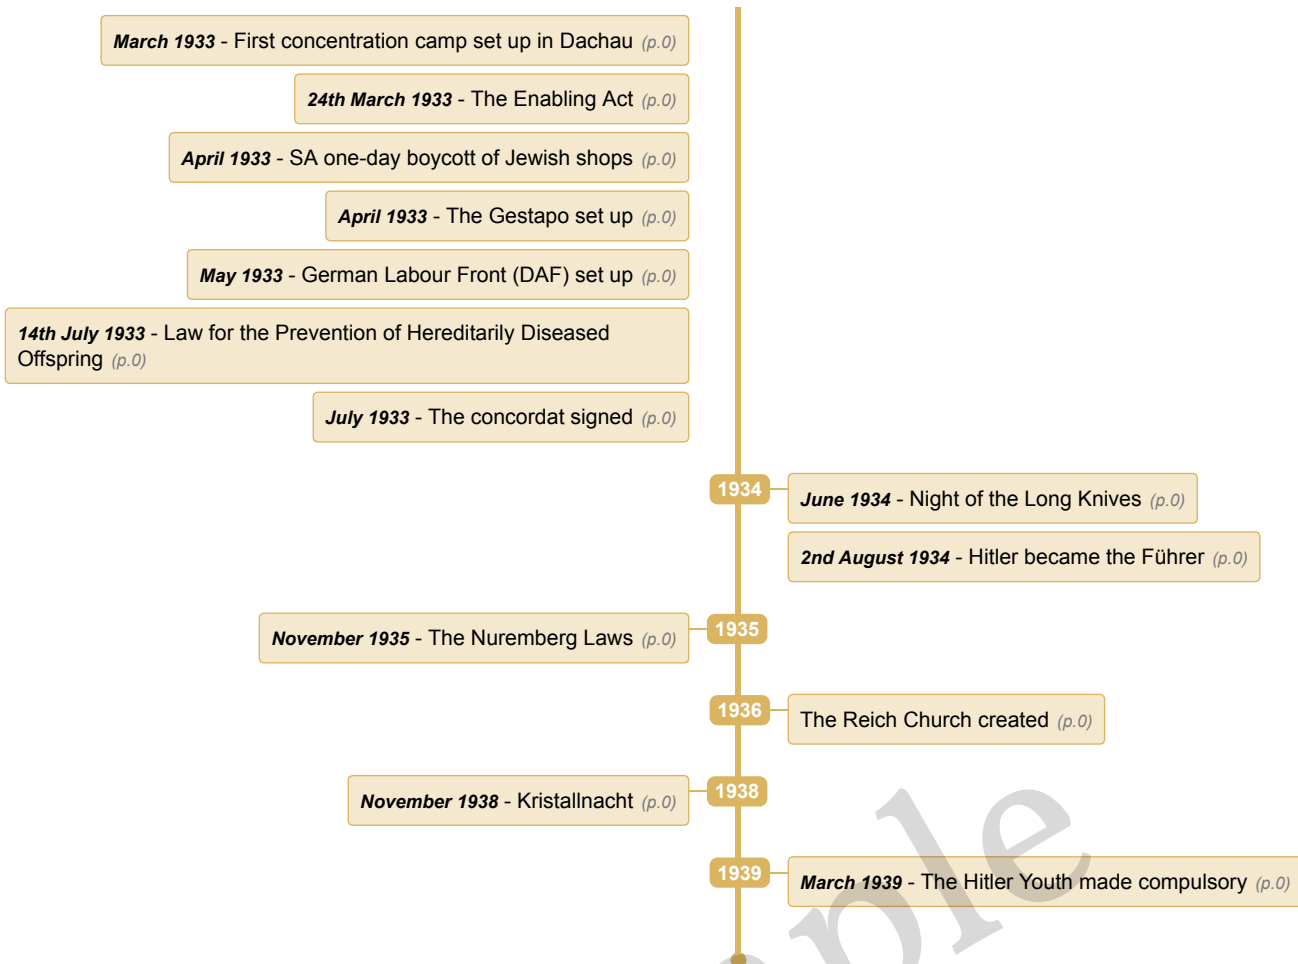 March 1933 - First concentration camp set up in Dachau (p.0)
24th March 1933 - The Enabling Act (p.0)
April 1933 - SA one-day boycott of Jewish shops (p.0)
April 1933 - The Gestapo set up (p.0)
May 1933 - German Labour Front (DAF) set up (p.0)
14th July 1933 - Law for the Prevention of Hereditarily Diseased
Offspring (p.0)
July 1933 - The concordat signed (p.0)
1934
June 1934 - Night of the Long Knives (p.0)
2nd August 1934 - Hitler became the Führer (p.0)
November 1935 - The Nuremberg Laws (p.0)
1935
1936
The Reich Church created (p.0)
November 1938 - Kristallnacht (p.0)
1938
1939
March 1939 - The Hitler Youth made compulsory (p.0)
ple